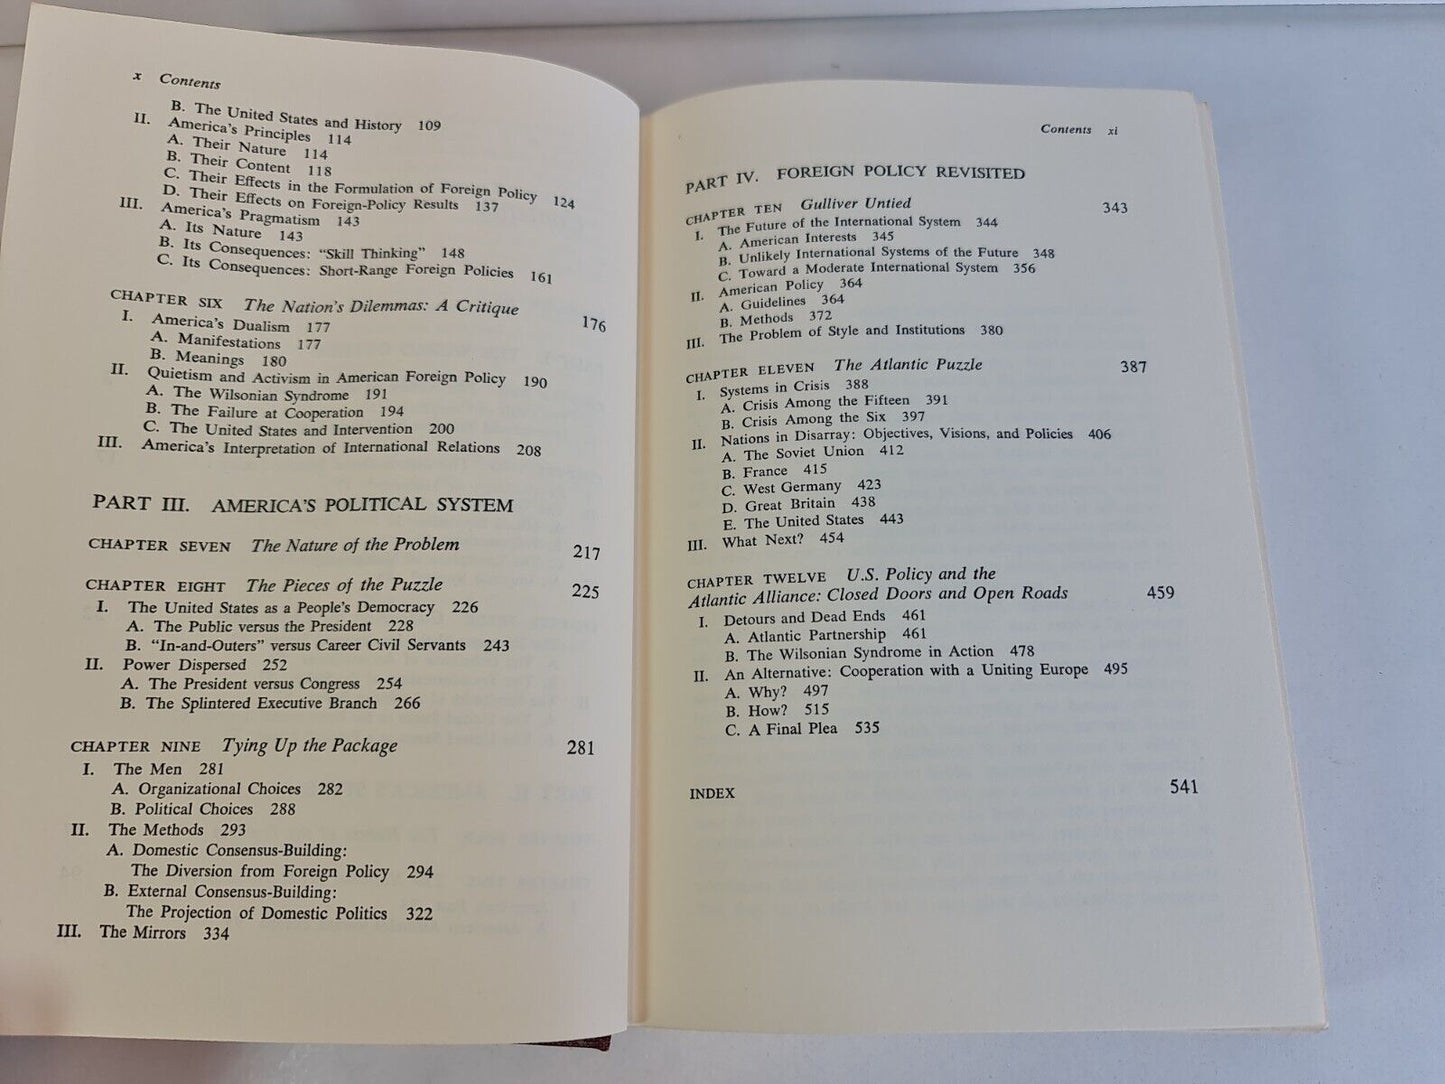 x Contents
B. The United States and History 109
II. America's Principles 114
A. Their Nature 114
B. Their Content 118
C. Their Effects in the Formulation of Foreign Policy 124
D. Their Effects on Foreign-Policy Results 137
III. America's Pragmatism 143
A. Its Nature 143
B. Its Consequences: “Skill Thinking” 148
C. Its Consequences: Short-Range Foreign Policies 161
CHAPTER SIX The Nation's Dilemmas: A Critique 176
I. America's Dualism 177
A. Manifestations 177
B. Meanings 180
II. Quietism and Activism in American Foreign Policy 190
A. The Wilsonian Syndrome 191
B. The Failure at Cooperation 194
C. The United States and Intervention 200
III. America's Interpretation of International Relations 208
PART III. AMERICA'S POLITICAL SYSTEM
CHAPTER SEVEN The Nature of the Problem 217
CHAPTER EIGHT The Pieces of the Puzzle 225
I. The United States as a People's Democracy 226
A. The Public versus the President 228
B. “In-and-Outers” versus Career Civil Servants 243
II. Power Dispersed 252
A. The President versus Congress 254
B. The Splintered Executive Branch 266
CHAPTER NINE Tying Up the Package 281
I. The Men 281
A. Organizational Choices 282
B. Political Choices 288
II. The Methods 293
A. Domestic Consensus-Building:
The Diversion from Foreign Policy 294
B. External Consensus-Building:
The Projection of Domestic Politics 322
III. The Mirrors 334
Contents xi
PART IV. FOREIGN POLICY REVISITED
CHAPTER TEN Gulliver Untied 343
I. The Future of the International System 344
A. American Interests 345
B. Unlikely International Systems of the Future 348
C. Toward a Moderate International System 356
II. American Policy 364
A. Guidelines 364
B. Methods 372
III. The Problem of Style and Institutions 380
CHAPTER ELEVEN The Atlantic Puzzle 387
I. Systems in Crisis 388
A. Crisis Among the Fifteen 391
B. Crisis Among the Six 397
II. Nations in Disarray: Objectives, Visions, and Policies 406
A. The Soviet Union 412
B. France 415
C. West Germany 423
D. Great Britain 438
E. The United States 443
III. What Next? 454
CHAPTER TWELVE U.S. Policy and the
Atlantic Alliance: Closed Doors and Open Roads 459
I. Detours and Dead Ends 461
A. Atlantic Partnership 461
B. The Wilsonian Syndrome in Action 478
II. An Alternative: Cooperation with a Uniting Europe 495
A. Why? 497
B. How? 515
C. A Final Plea 535
INDEX 541